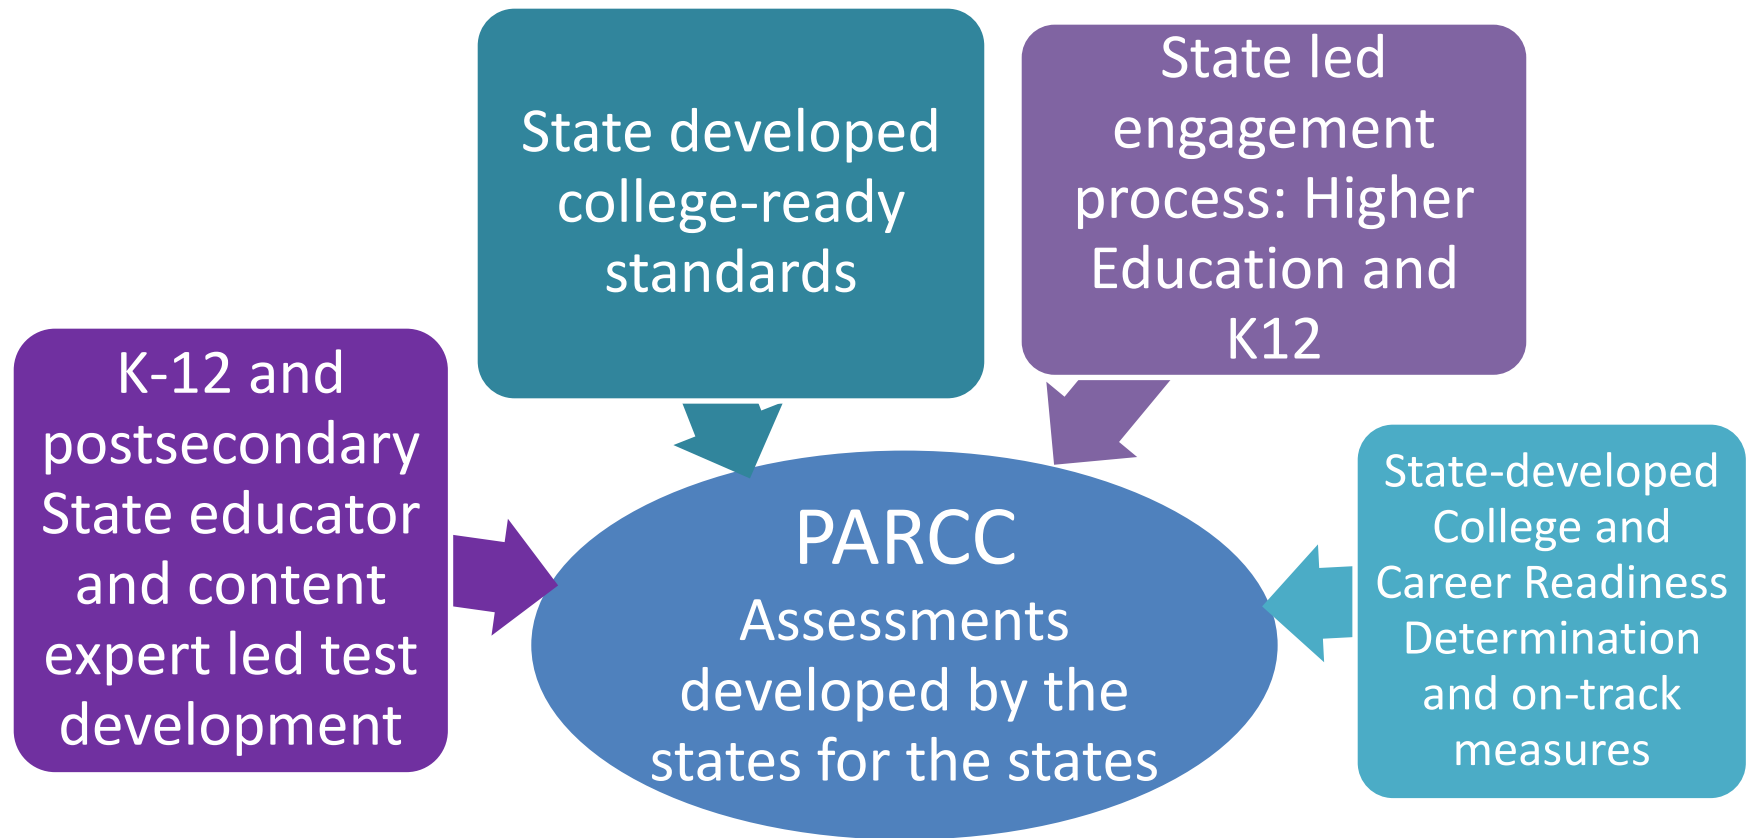 State developed
college-ready
standards
State led
engagement
process: Higher
Education and
K12
K-12 and
postsecondary
State educator
and content
expert led test
development
PARCC
Assessments
developed by the
states for the states
State-developed
College and
Career Readiness
Determination
and on-track
measures